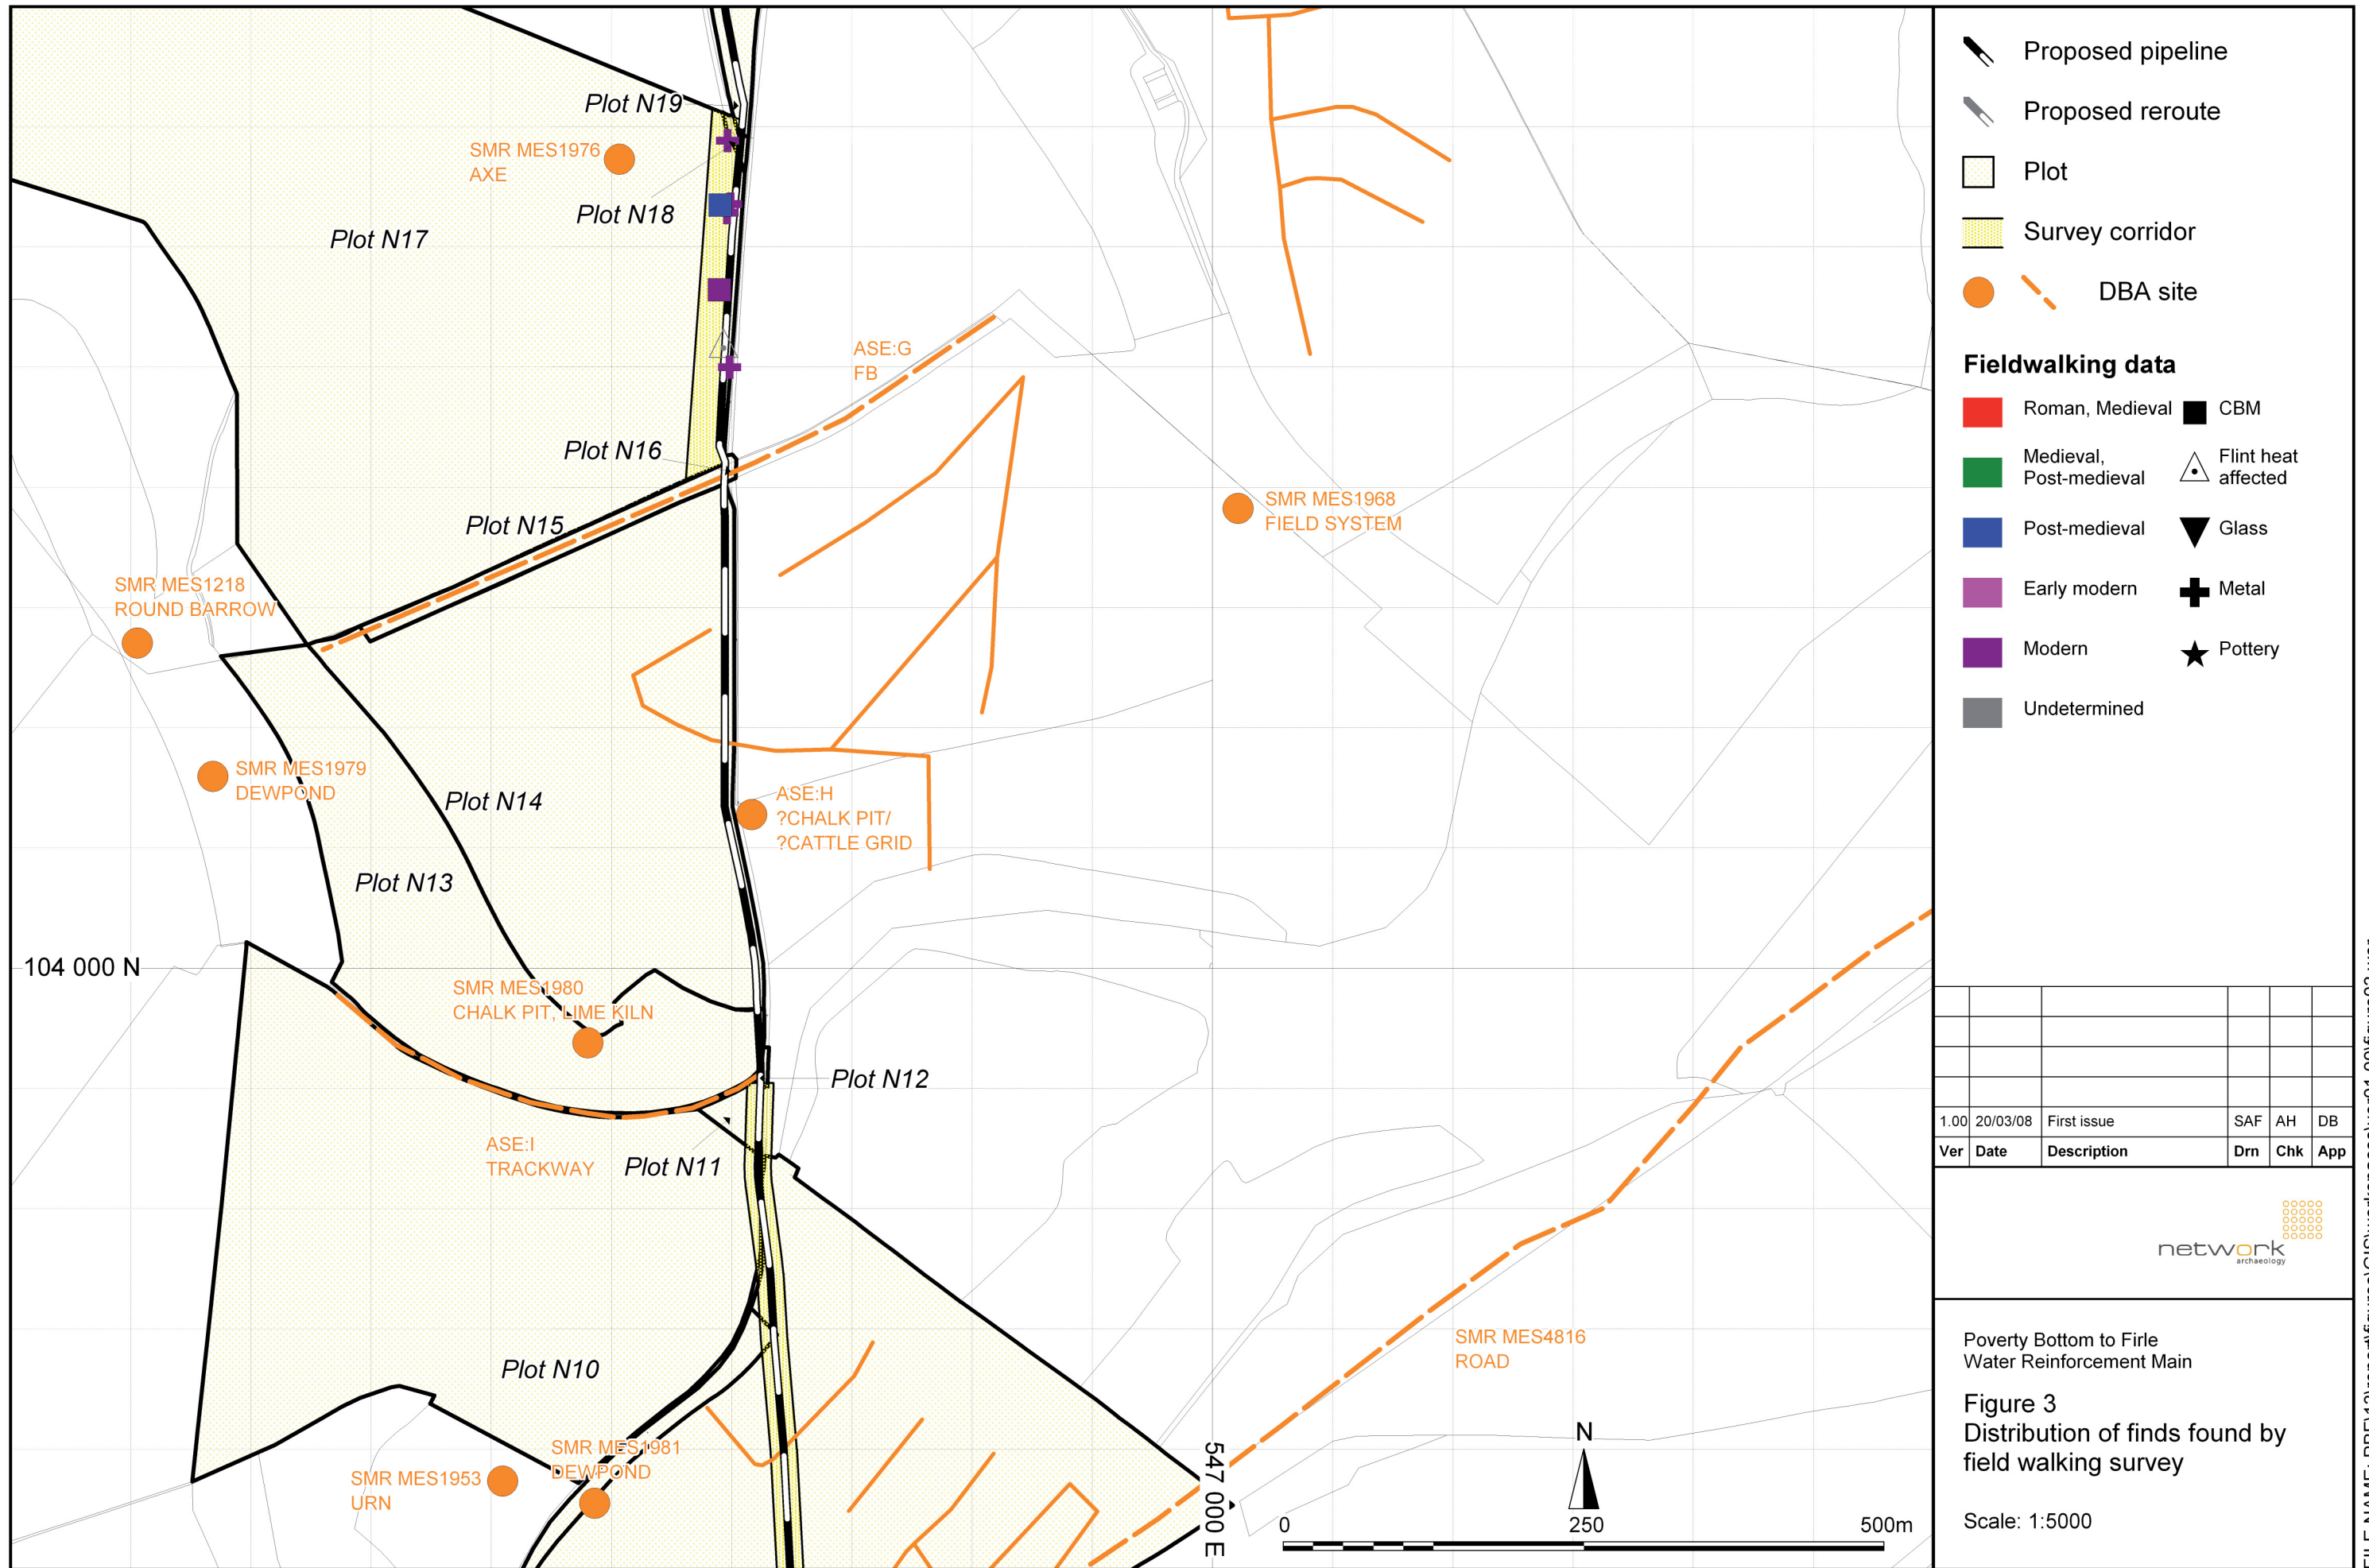 Plot N19
SMR MES1976
AXE
Plot N18
Plot N17
ASE:G
FB
Plot N16
SMR MES1968
FIELD SYSTEM
Plot N15
SMR MES1218
ROUND BARROW
SMR MES1979
DEWPOND
Plot N14
ASE:H
?CHALK PIT/
?CATTLE GRID
Plot N13
104 000 N
SMR MES1980
CHALK PIT, LIME KILN
Plot N12
ASE:I
TRACKWAY
Plot N11
SMR MES4816
ROAD
Plot N10
SMR MES1981
DEWPOND
SMR MES1953
URN
547 000 E
N
0 250 500m
Proposed pipeline
Proposed reroute
Plot
Survey corridor
DBA site
Fieldwalking data
Roman, Medieval CBM
Medieval,
Post-medieval
Flint heat
affected
Post-medieval Glass
Early modern Metal
Modern Pottery
Undetermined
1.00 20/03/08 First issue SAF AH DB
Ver Date Description Drn Chk App
network
archaeology
Poverty Bottom to Firle
Water Reinforcement Main
Figure 3
Distribution of finds found by
field walking survey
Scale: 1:5000